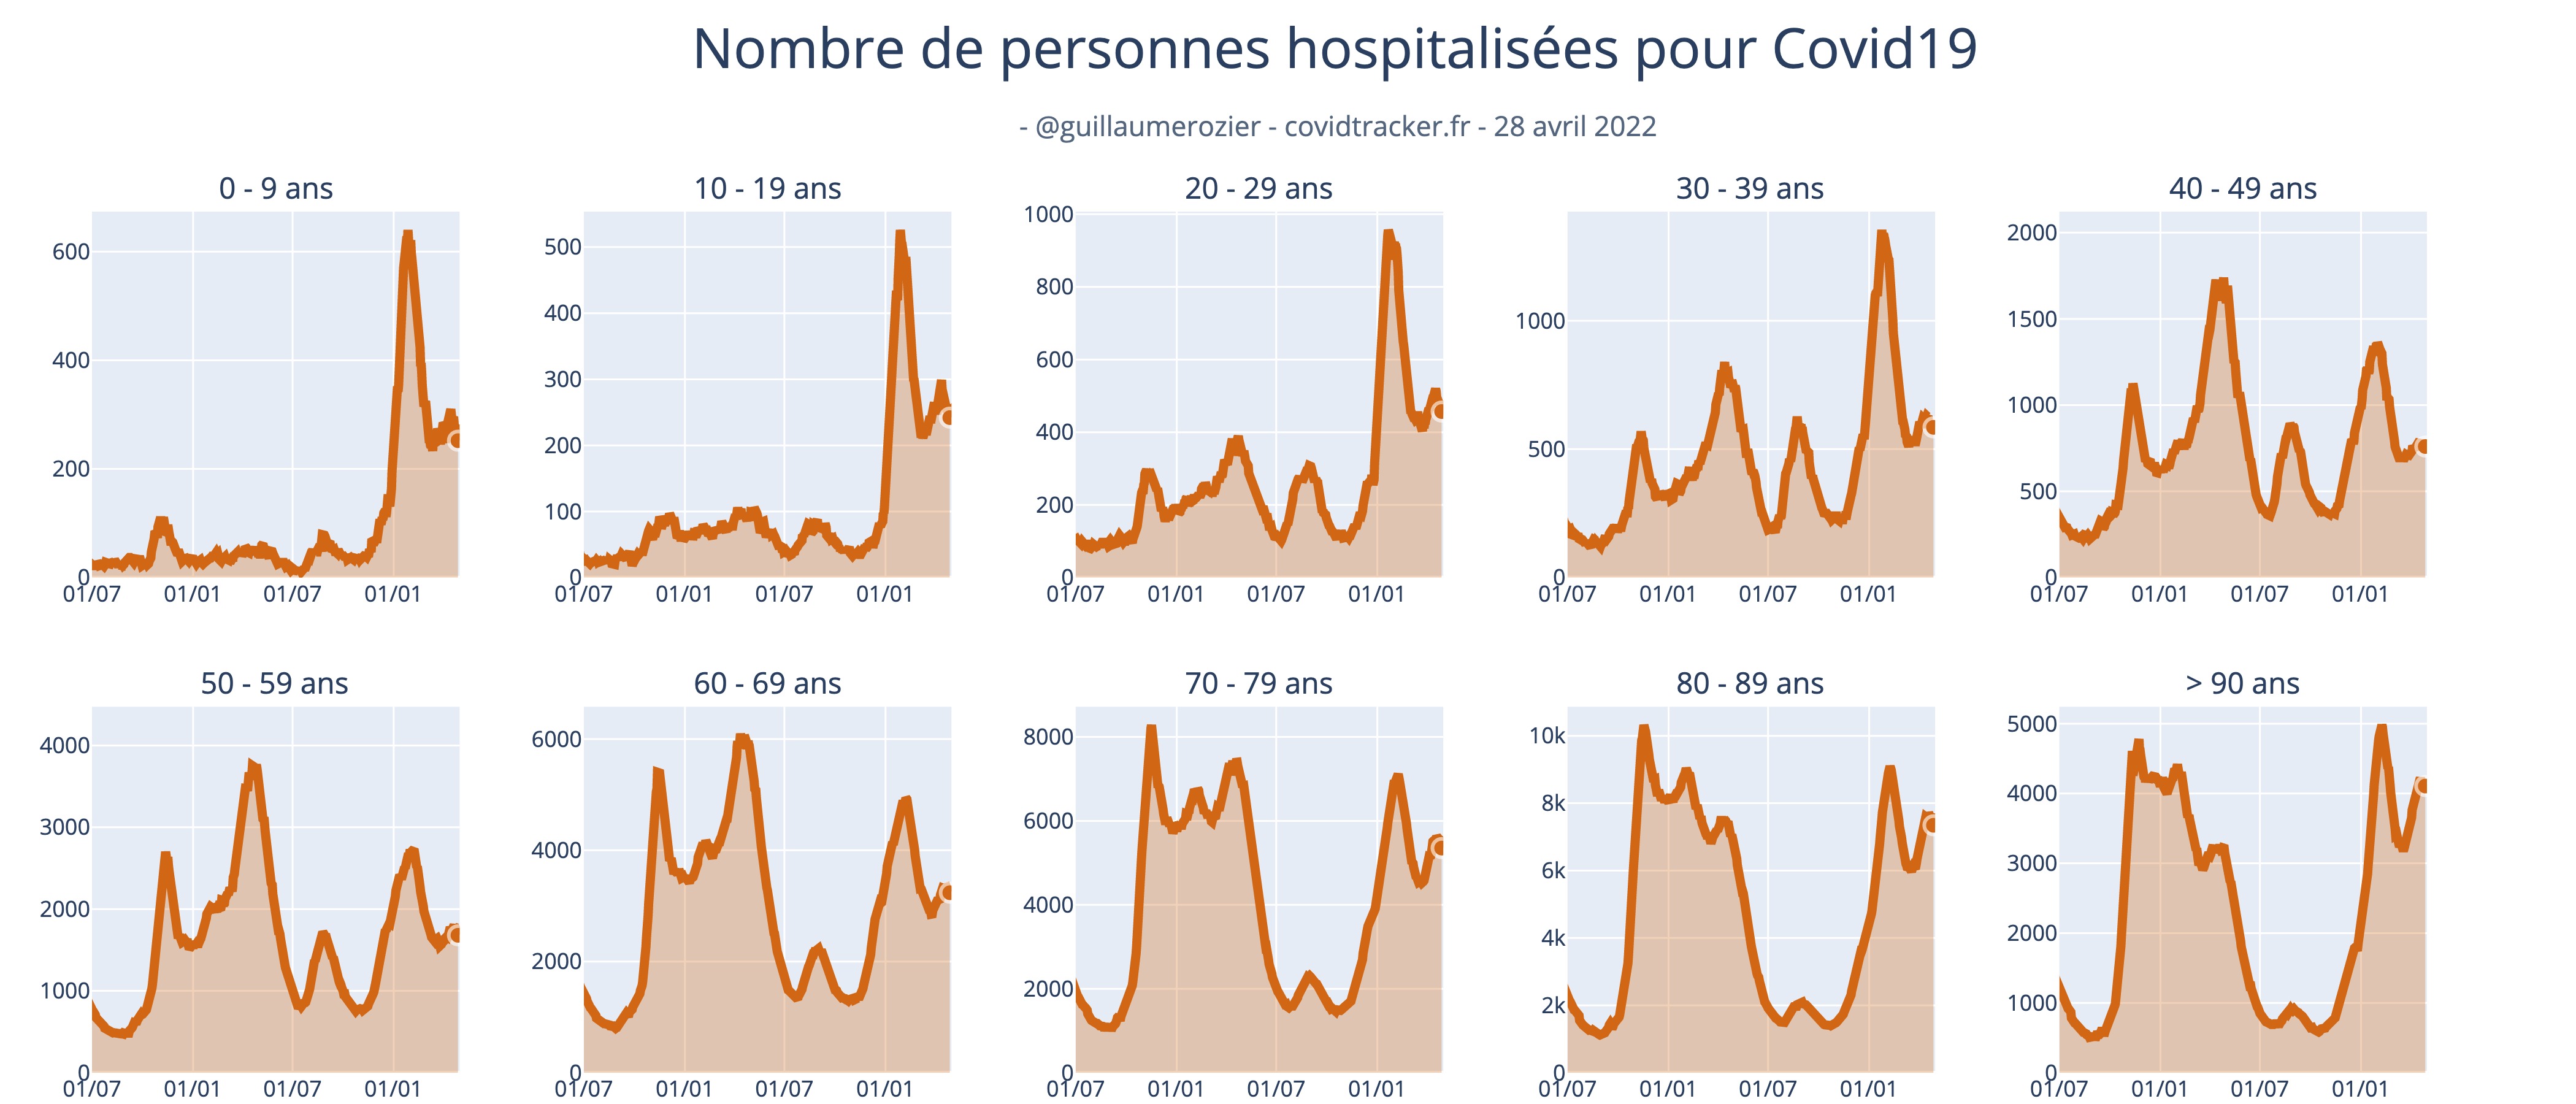 Nombre de personnes hospitalisées pour Covid19
- @guillaumerozier - covidtracker.fr - 28 avril 2022
0 - 9 ans
600
400
200
0
01/07 01/01 01/07 01/01
10 - 19 ans
500
400
300
200
100
0
01/07 01/01 01/07 01/01
20 - 29 ans
1000
800
600
400
200
0
01/07 01/01 01/07 01/01
30 - 39 ans
1000
500
0
01/07 01/01 01/07 01/01
40 - 49 ans
2000
1500
1000
500
0
01/07 01/01 01/07 01/01
50 - 59 ans
4000
3000
2000
1000
0
01/07 01/01 01/07 01/01
60 - 69 ans
6000
4000
2000
0
01/07 01/01 01/07 01/01
70 - 79 ans
8000
6000
4000
2000
0
01/07 01/01 01/07 01/01
80 - 89 ans
10k
8k
6k
4k
2k
0
01/07 01/01 01/07 01/01
> 90 ans
5000
4000
3000
2000
1000
0
01/07 01/01 01/07 01/01